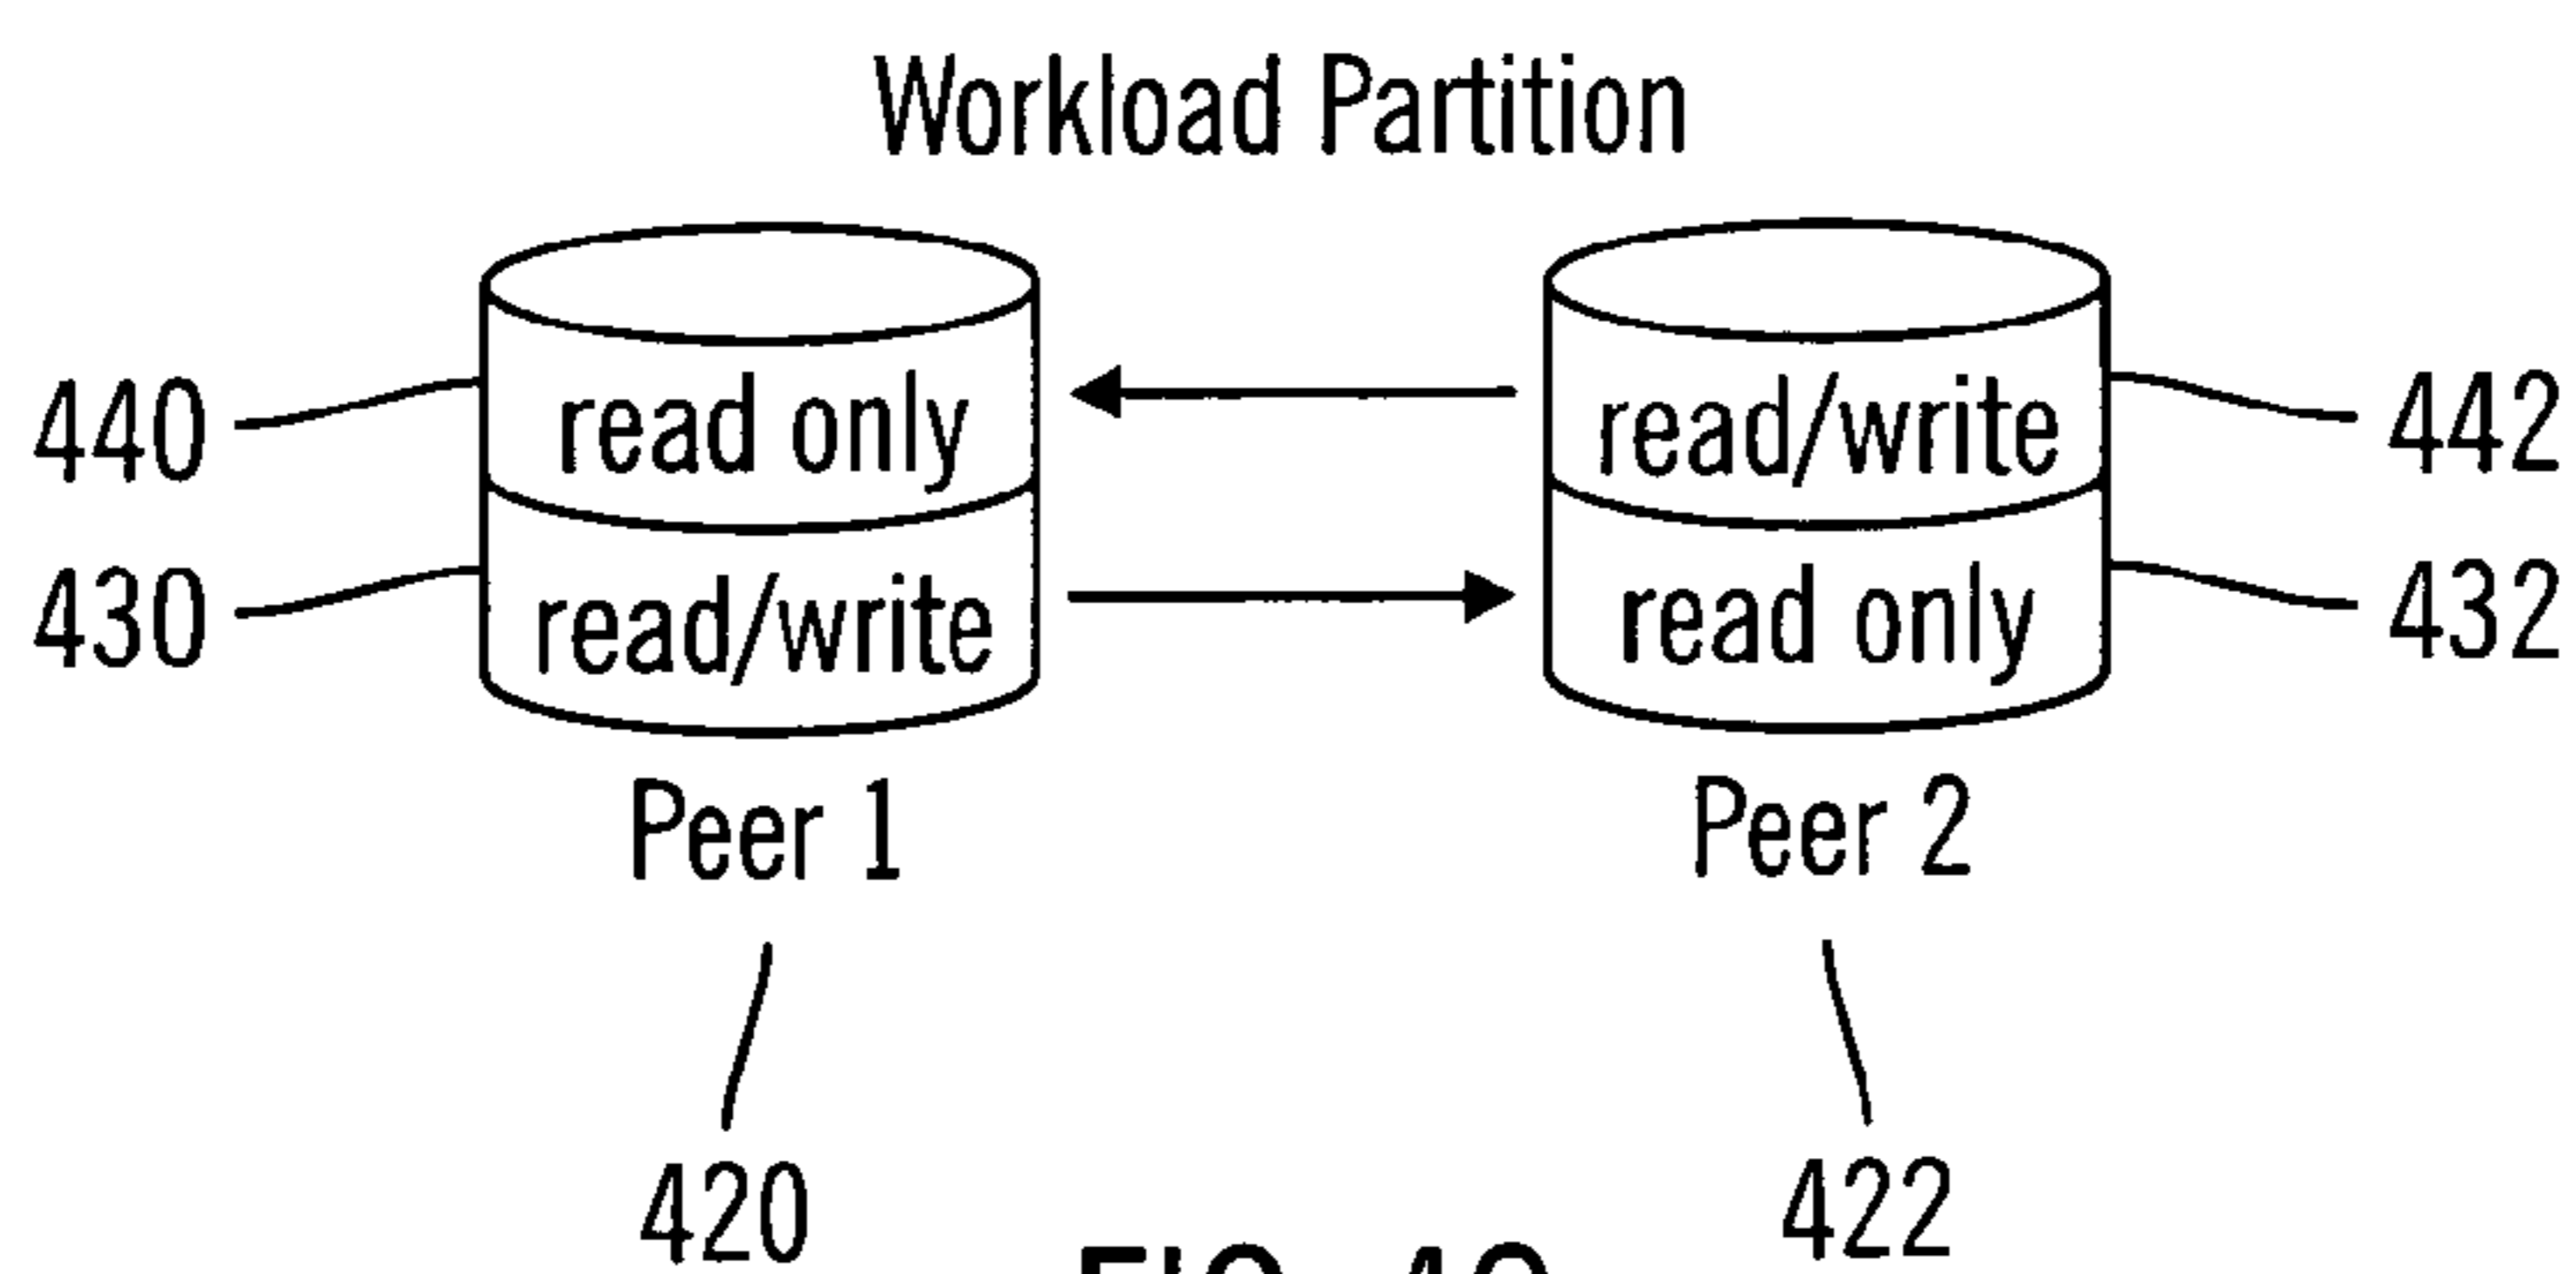 Workload Partition
440 read only read/write 442
430 read/write read only 432
Peer 1 Peer 2
420 422